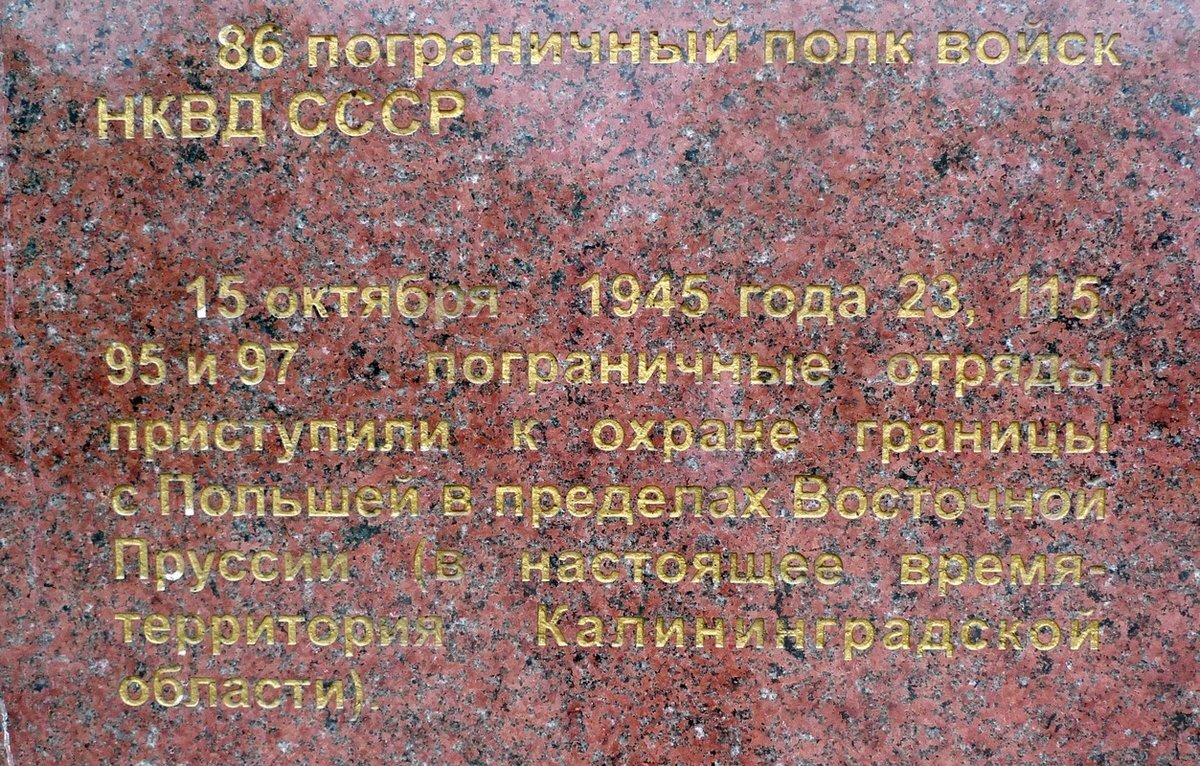 86 пограничный полк войск
НКВД СССР
15 октября 1945 года 23, 115,
95 и 97 пограничные отряды
приступили к охране границы
с Польшей в пределах Восточной
Пруссии (в настоящее время-
территория Калининградской
области).